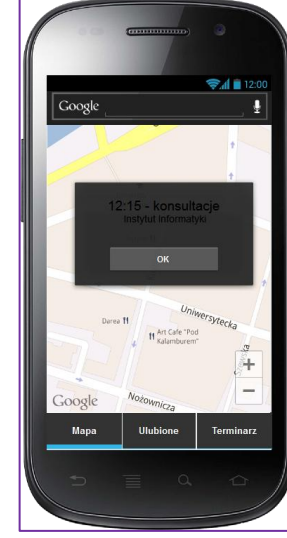 12:00
Google
12:15 - konsultacje
Instytut Informatyki
OK
Uniwersytecka
Darea
Art Cafe "Pod
Kalamburem"
+
−
Google
Nożownicza
Mapa
Ulubione
Terminarz